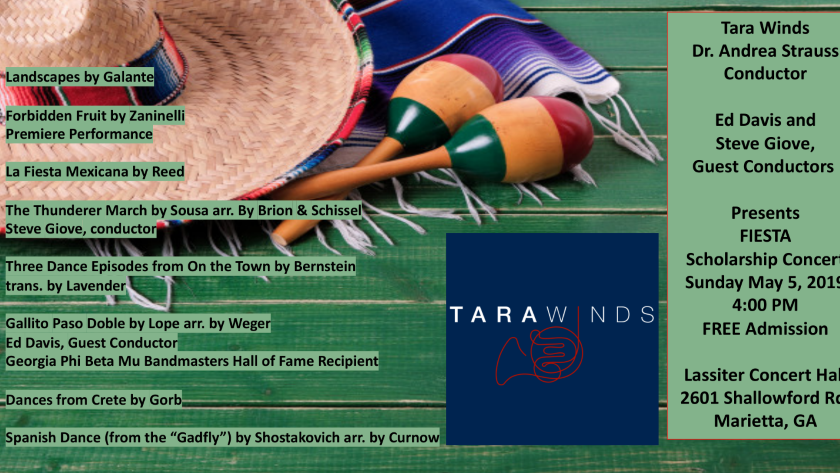 Landscapes by Galante
Forbidden Fruit by Zaninelli
Premiere Performance
La Fiesta Mexicana by Reed
The Thunderer March by Sousa arr. By Brion & Schissel
Steve Giove, conductor
Three Dance Episodes from On the Town by Bernstein
trans. by Lavender
Gallito Paso Doble by Lope arr. by Weger
Ed Davis, Guest Conductor
Georgia Phi Beta Mu Bandmasters Hall of Fame Recipient
Dances from Crete by Gorb
Spanish Dance (from the “Gadfly”) by Shostakovich arr. by Curnow
TARAWINDS
Tara Winds
Dr. Andrea Strauss
Conductor
Ed Davis and
Steve Giove,
Guest Conductors
Presents
FIESTA
Scholarship Concert
Sunday May 5, 2019
4:00 PM
FREE Admission
Lassiter Concert Hal
2601 Shallowford Rd
Marietta, GA